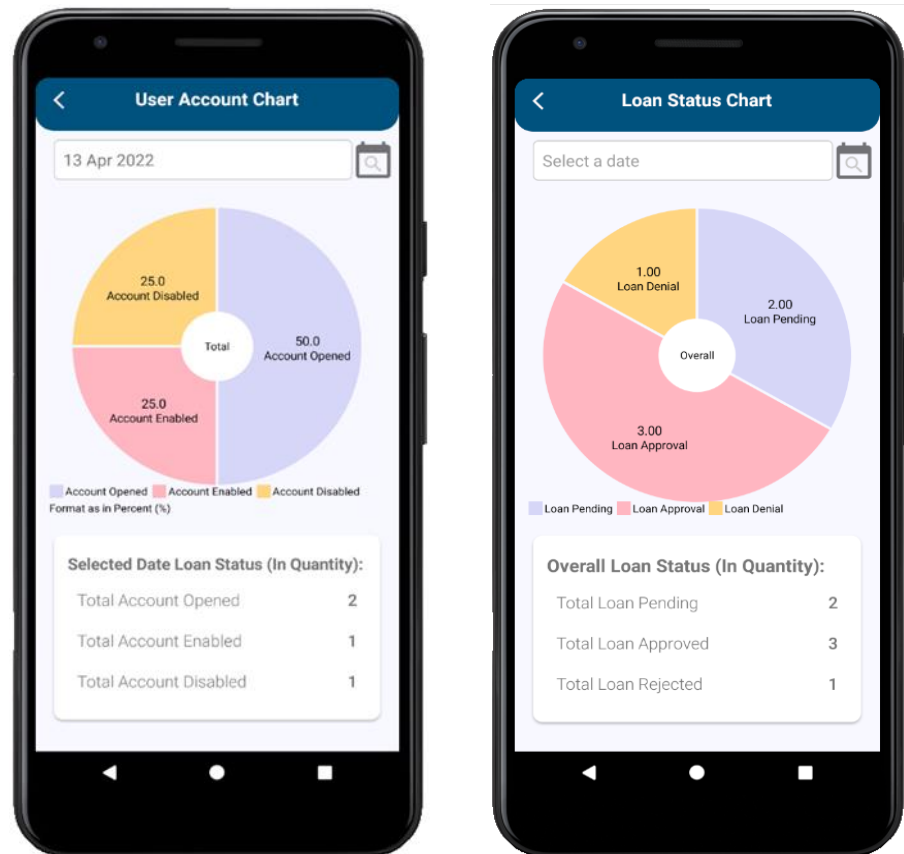 User Account Chart
13 Apr 2022
25.0
Account Disabled
50.0
Account Opened
Total
25.0
Account Enabled
Account Opened Account Enabled Account Disabled
Format as in Percent (%)
Selected Date Loan Status (In Quantity):
Total Account Opened 2
Total Account Enabled 1
Total Account Disabled 1
Loan Status Chart
Select a date
1.00
Loan Denial
2.00
Loan Pending
Overall
3.00
Loan Approval
Loan Pending Loan Approval Loan Denial
Overall Loan Status (In Quantity):
Total Loan Pending 2
Total Loan Approved 3
Total Loan Rejected 1